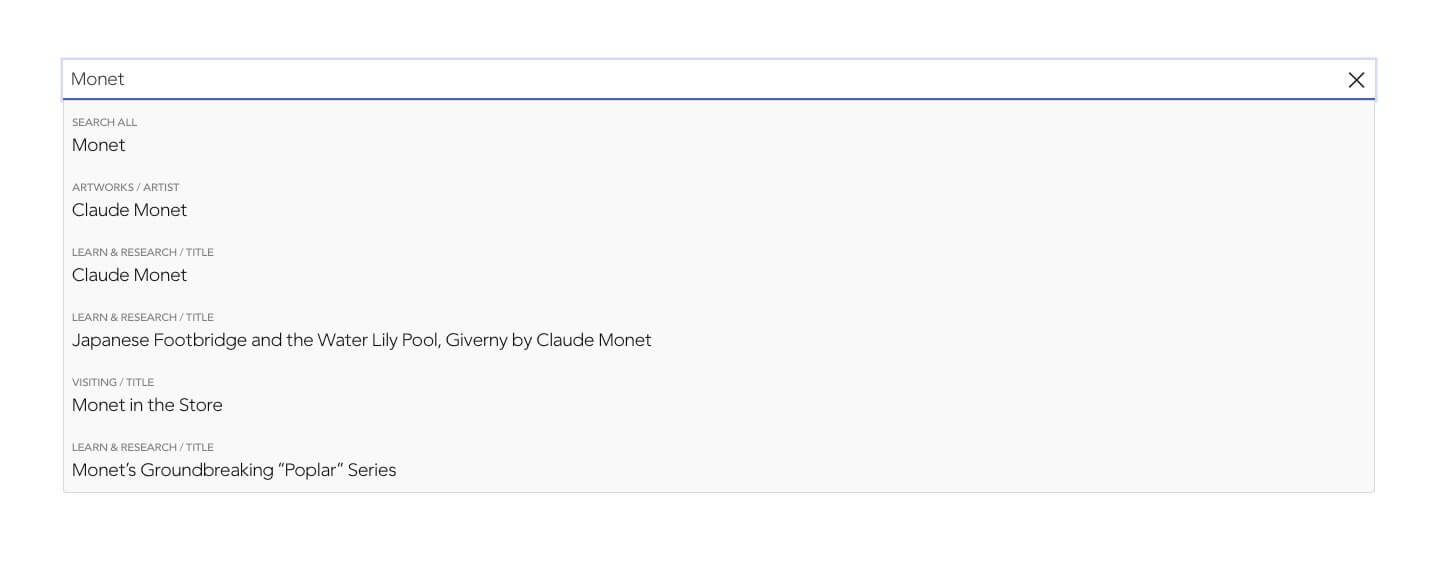 Monet
SEARCH ALL
Monet
ARTWORKS / ARTIST
Claude Monet
LEARN & RESEARCH / TITLE
Claude Monet
LEARN & RESEARCH / TITLE
Japanese Footbridge and the Water Lily Pool, Giverny by Claude Monet
VISITING / TITLE
Monet in the Store
LEARN & RESEARCH / TITLE
Monet’s Groundbreaking “Poplar” Series